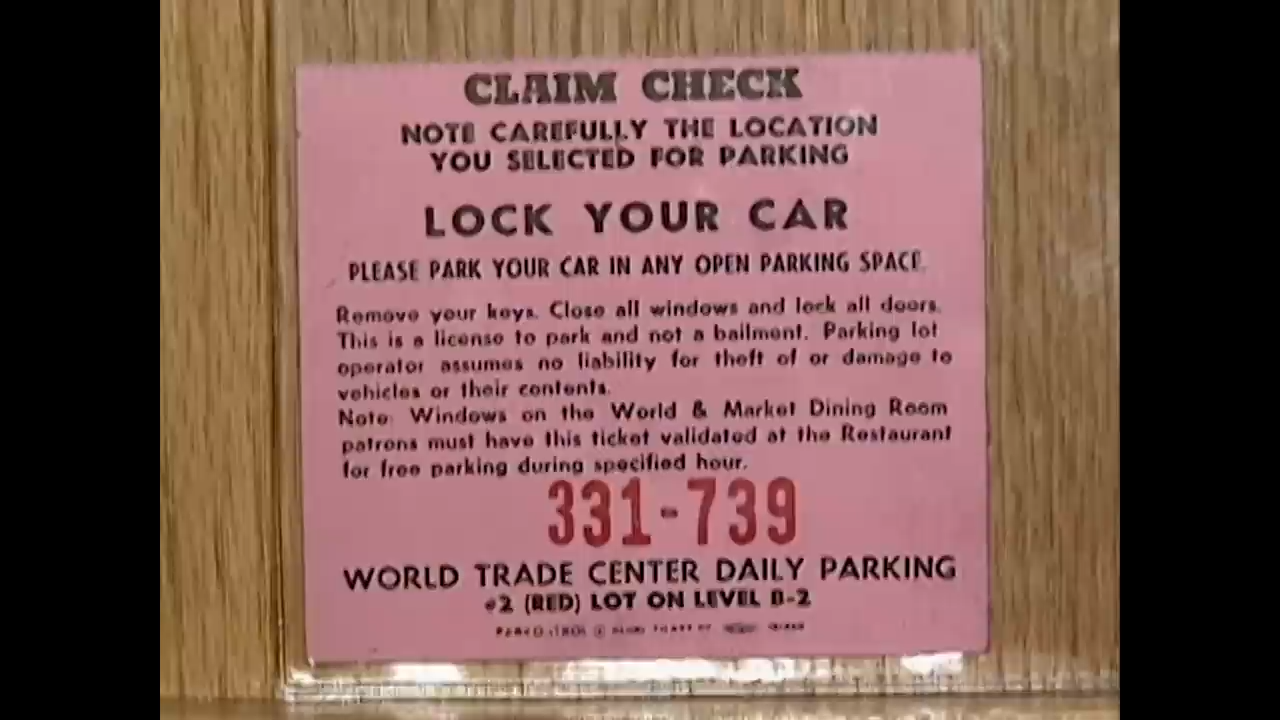 CLAIM CHECK
NOTE CAREFULLY THE LOCATION
YOU SELECTED FOR PARKING
LOCK YOUR CAR
PLEASE PARK YOUR CAR IN ANY OPEN PARKING SPACE.
Remove your keys. Close all windows and lock all doors.
This is a license to park and not a bailment. Parking lot
operator assumes no liability for theft of or damage to
vehicles or their contents.
Note: Windows on the World & Market Dining Room
patrons must have this ticket validated at the Restaurant
for free parking during specified hour.
331-739
WORLD TRADE CENTER DAILY PARKING
#2 (RED) LOT ON LEVEL B-2